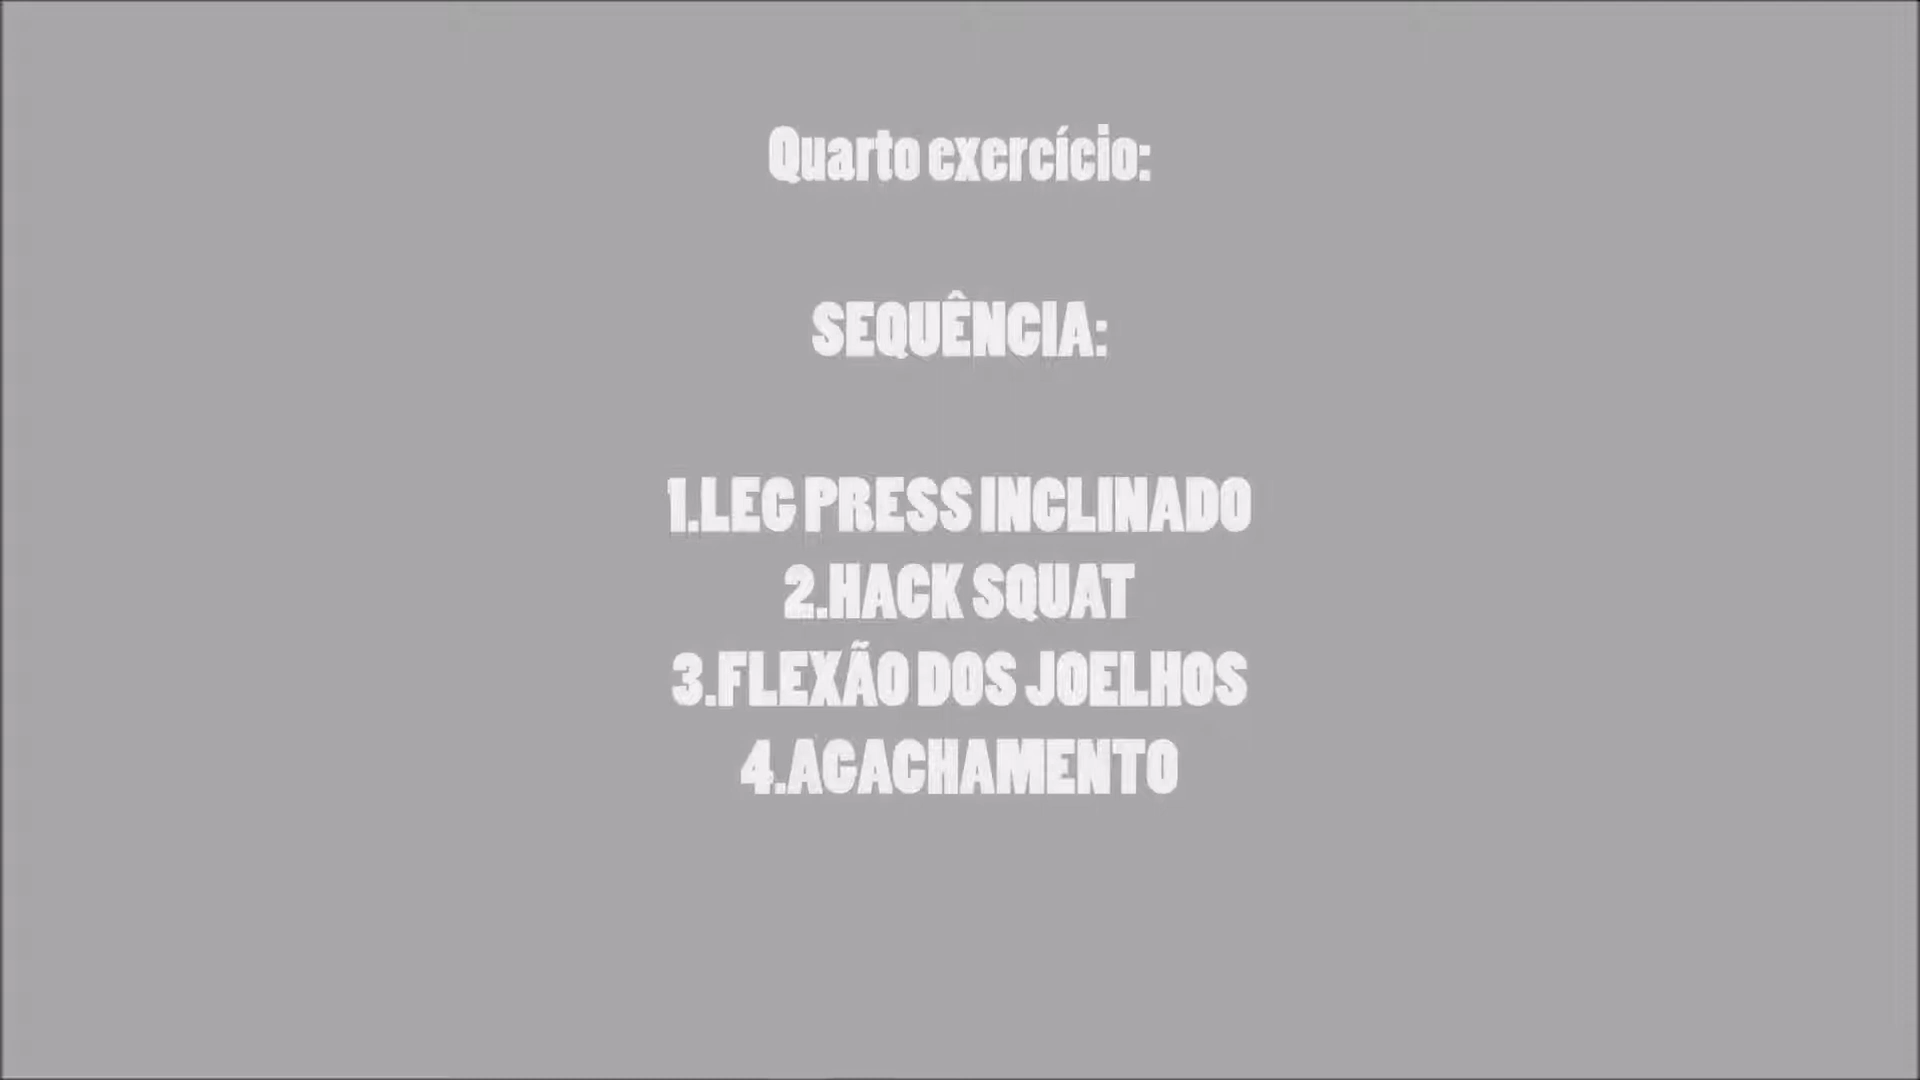 Quarto exercício:
SEQUÊNCIA:
1.LEG PRESS INCLINADO
2.HACK SQUAT
3.FLEXÃO DOS JOELHOS
4.AGACHAMENTO